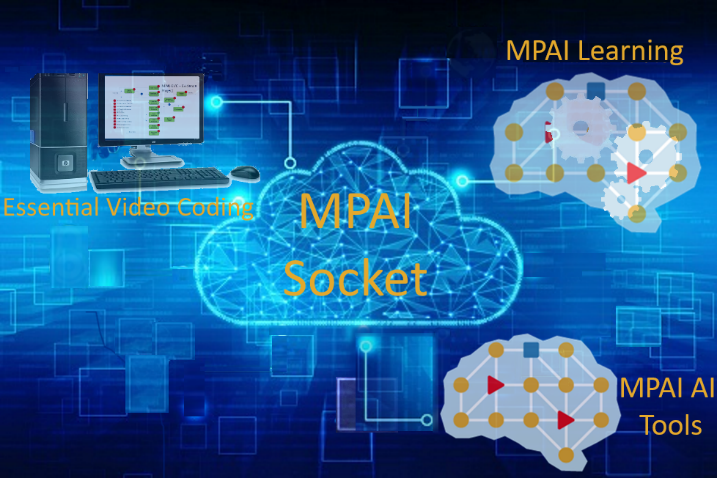 MPAI Learning
Essential Video Coding
MPAI
Socket
MPAI AI
Tools